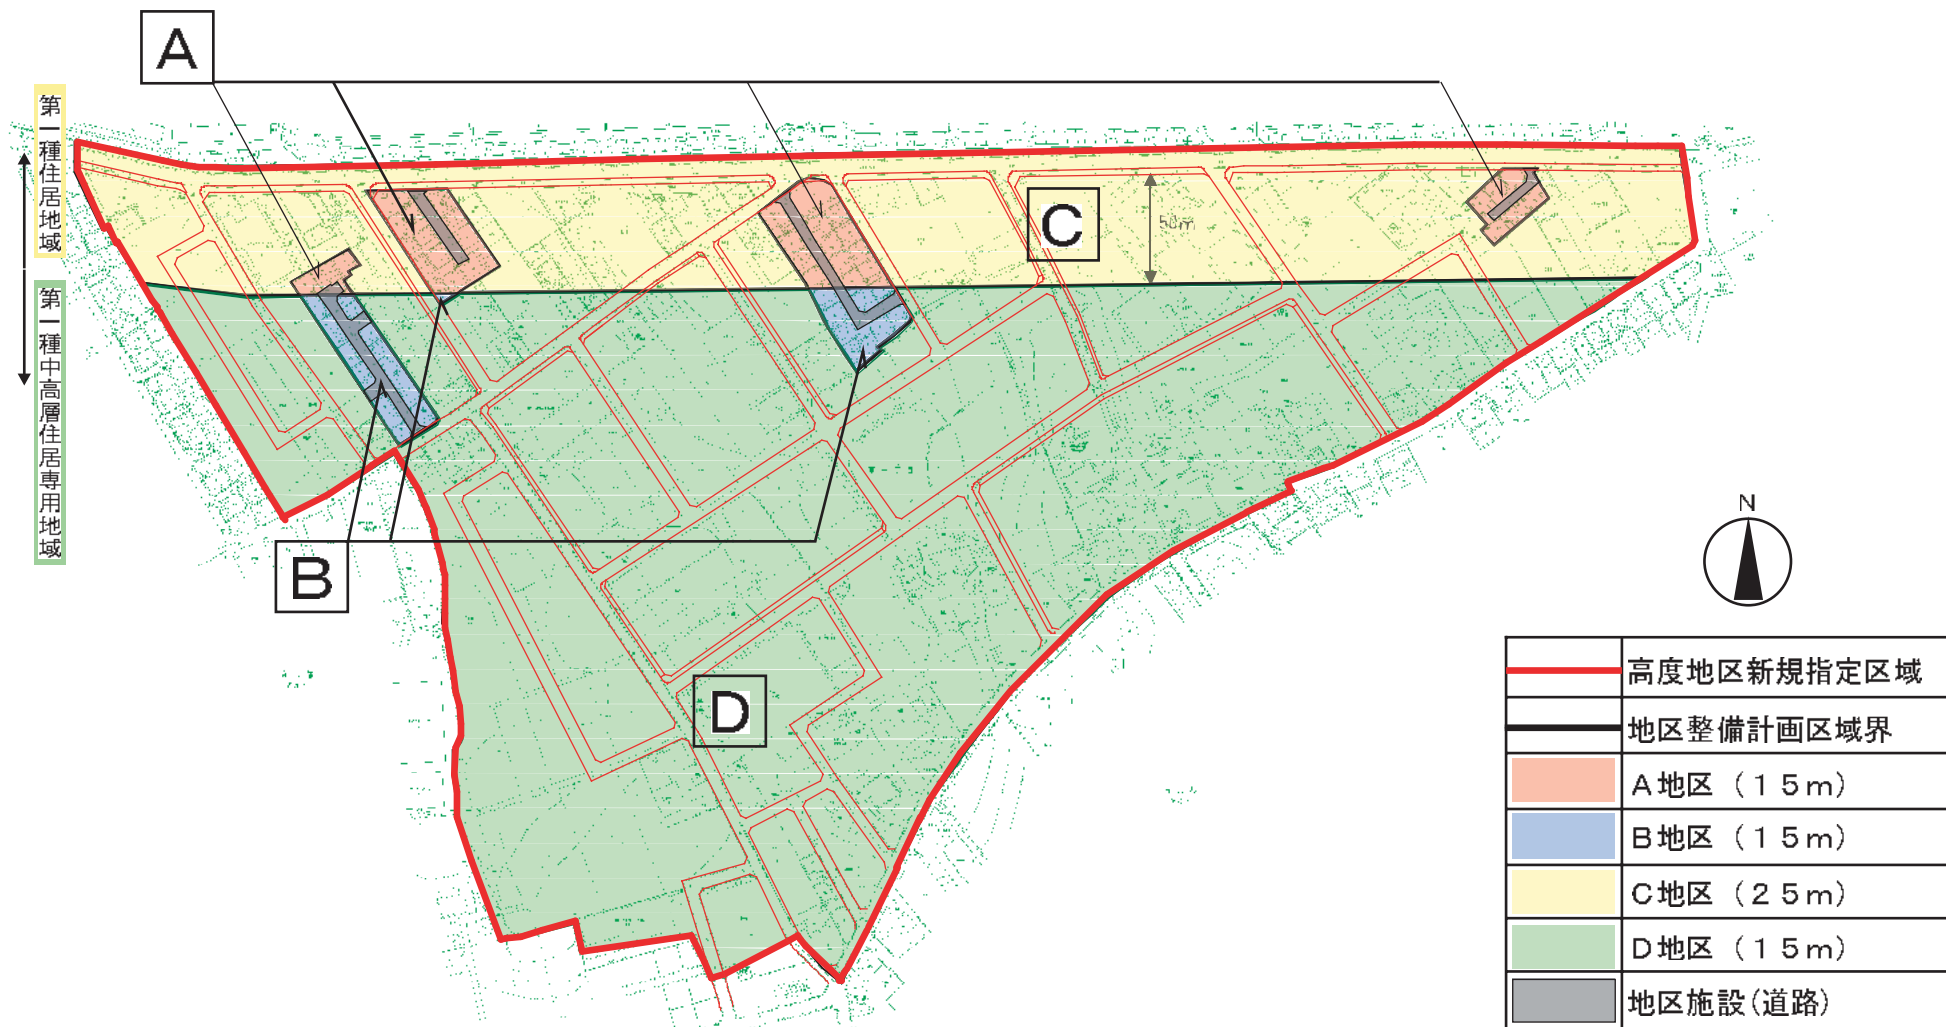 A
第一種住居地域
C
50m
第一種中高層住居専用地域
B
D
N
高度地区新規指定区域
地区整備計画区域界
A地区（１５ｍ）
B地区（１５ｍ）
C地区（２５ｍ）
D地区（１５ｍ）
地区施設(道路)